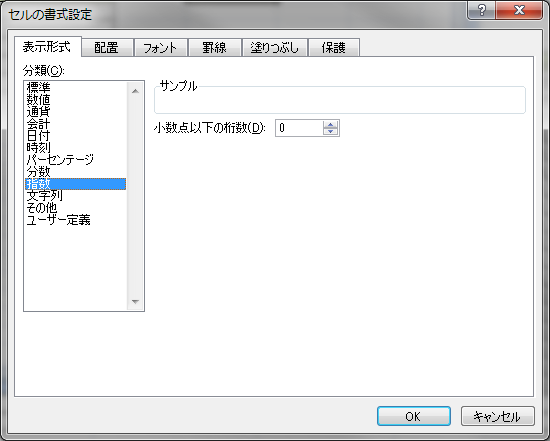 セルの書式設定
表示形式 配置 フォント 罫線 塗りつぶし 保護
分類(C):
標準
数値
通貨
会計
日付
時刻
パーセンテージ
分数
指数
文字列
その他
ユーザー定義
サンプル
小数点以下の桁数(D): 0
OK キャンセル